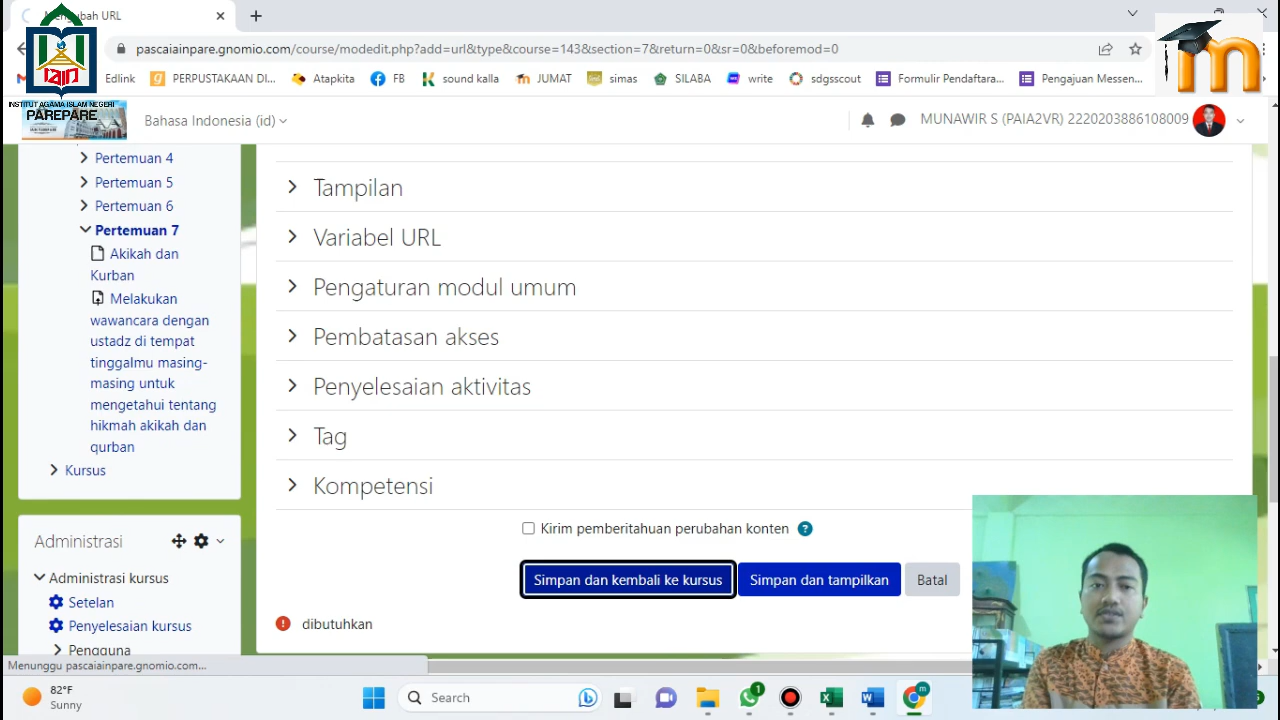 Mengubah URL
pascaiainpare.gnomio.com/course/modedit.php?add=url&type&course=143&section=7&return=0&sr=0&beforemod=0
Edlink
PERPUSTAKAAN DI...
Atapkita
FB
sound kalla
JUMAT
simas
SILABA
write
sdgsscout
Formulir Pendaftara...
Pengajuan Messen...
iain
INSTITUT AGAMA ISLAM NEGERI
PAREPARE
m
Bahasa Indonesia (id)
MUNAWIR S (PAIA2VR) 2220203886108009
Pertemuan 4
Pertemuan 5
Pertemuan 6
Pertemuan 7
Akikah dan
Kurban
Melakukan
wawancara dengan
ustadz di tempat
tinggalmu masing-
masing untuk
mengetahui tentang
hikmah akikah dan
qurban
Kursus
Tampilan
Variabel URL
Pengaturan modul umum
Pembatasan akses
Penyelesaian aktivitas
Tag
Kompetensi
Kirim pemberitahuan perubahan konten
Simpan dan kembali ke kursus
Simpan dan tampilkan
Batal
dibutuhkan
Administrasi
Administrasi kursus
Setelan
Penyelesaian kursus
Pengguna
Menunggu pascaiainpare.gnomio.com...
82°F
Sunny
Search
1